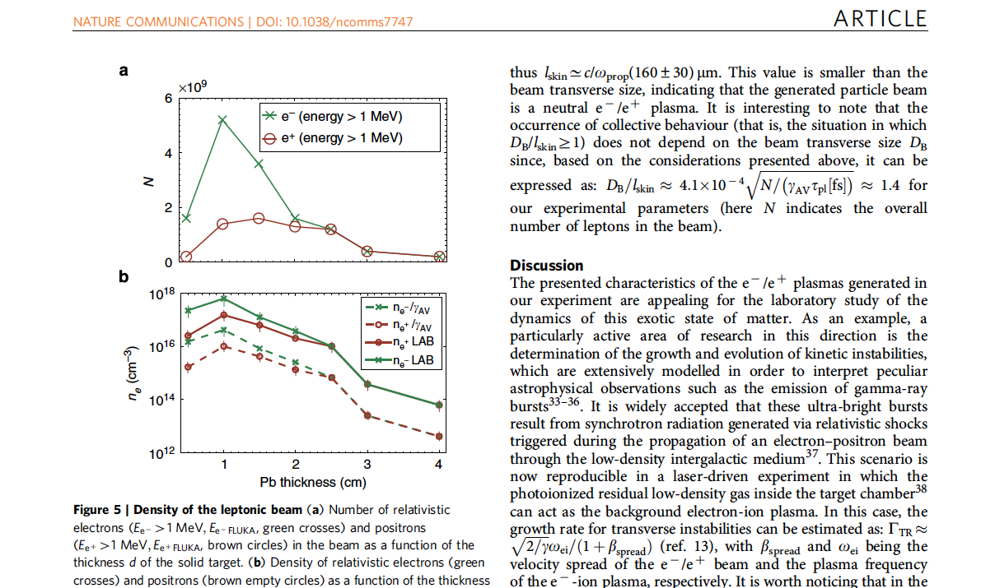 NATURE COMMUNICATIONS | DOI: 10.1038/ncomms7747
ARTICLE
a
×10⁹
6
4
2
0
N
e⁻ (energy > 1 MeV)
e⁺ (energy > 1 MeV)
b
10¹⁸
10¹⁶
10¹⁴
10¹²
nₑ (cm⁻³)
nₑ⁻/γ_AV
nₑ⁺/γ_AV
nₑ⁺ LAB
nₑ⁻ LAB
1 2 3 4
Pb thickness (cm)
Figure 5 | Density of the leptonic beam (a) Number of relativistic
electrons (E_e⁻ >1 MeV, E_e⁻ FLUKA, green crosses) and positrons
(E_e⁺ >1 MeV, E_e⁺ FLUKA, brown circles) in the beam as a function of the
thickness d of the solid target. (b) Density of relativistic electrons (green
crosses) and positrons (brown empty circles) as a function of the thickness
thus l_skin ≃ c/ω_prop(160 ± 30) μm. This value is smaller than the
beam transverse size, indicating that the generated particle beam
is a neutral e⁻/e⁺ plasma. It is interesting to note that the
occurrence of collective behaviour (that is, the situation in which
D_B/l_skin ≥ 1) does not depend on the beam transverse size D_B
since, based on the considerations presented above, it can be
expressed as: D_B/l_skin ≈ 4.1×10⁻⁴√N/(γ_AV τ_pl[fs]) ≈ 1.4 for
our experimental parameters (here N indicates the overall
number of leptons in the beam).
Discussion
The presented characteristics of the e⁻/e⁺ plasmas generated in
our experiment are appealing for the laboratory study of the
dynamics of this exotic state of matter. As an example, a
particularly active area of research in this direction is the
determination of the growth and evolution of kinetic instabilities,
which are extensively modelled in order to interpret peculiar
astrophysical observations such as the emission of gamma-ray
bursts³³⁻³⁶. It is widely accepted that these ultra-bright bursts
result from synchrotron radiation generated via relativistic shocks
triggered during the propagation of an electron–positron beam
through the low-density intergalactic medium³⁷. This scenario is
now reproducible in a laser-driven experiment in which the
photoionized residual low-density gas inside the target chamber³⁸
can act as the background electron-ion plasma. In this case, the
growth rate for transverse instabilities can be estimated as: Γ_TR ≈
√2/γω_ei/(1 + β_spread) (ref. 13), with β_spread and ω_ei being the
velocity spread of the e⁻/e⁺ beam and the plasma frequency
of the e⁻-ion plasma, respectively. It is worth noticing that in the